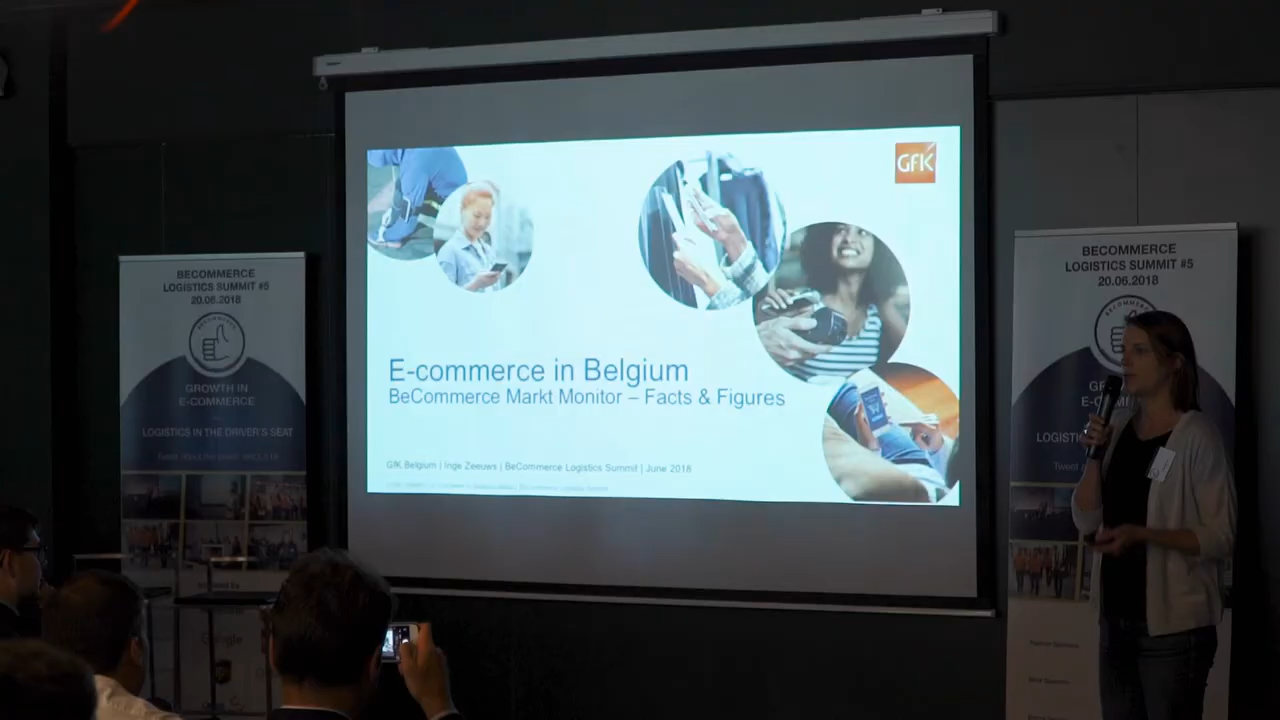 BECOMMERCE
LOGISTICS SUMMIT #5
20.06.2018
GROWTH IN
E-COMMERCE
LOGISTICS IN THE DRIVER'S SEAT
Google
GfK
E-commerce in Belgium
BeCommerce Markt Monitor – Facts & Figures
GfK Belgium | Inge Zeeuws | BeCommerce Logistics Summit | June 2018
BECOMMERCE
LOGISTICS SUMMIT #5
20.06.2018